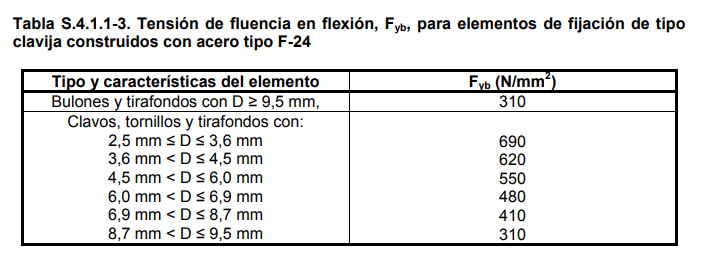 Tabla S.4.1.1-3. Tensión de fluencia en flexión, Fyb, para elementos de fijación de tipo
clavija construidos con acero tipo F-24
Tipo y características del elemento Fyb (N/mm²)
Bulones y tirafondos con D ≥ 9,5 mm, 310
Clavos, tornillos y tirafondos con:
2,5 mm ≤ D ≤ 3,6 mm 690
3,6 mm < D ≤ 4,5 mm 620
4,5 mm < D ≤ 6,0 mm 550
6,0 mm < D ≤ 6,9 mm 480
6,9 mm < D ≤ 8,7 mm 410
8,7 mm < D ≤ 9,5 mm 310